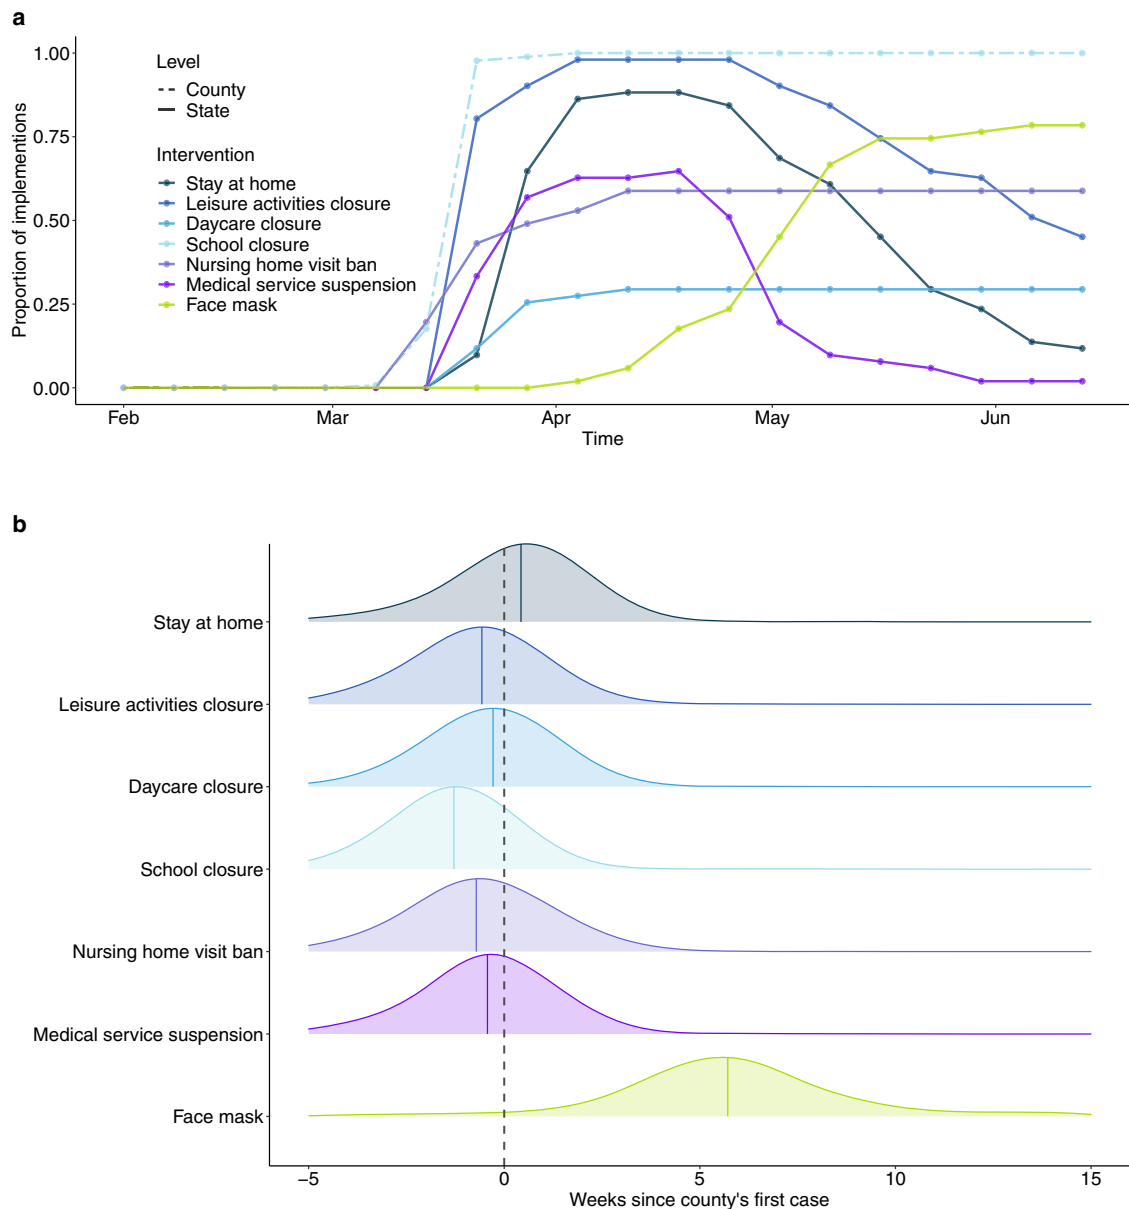 a
Proportion of implementions
1.00
0.75
0.50
0.25
0.00
Level
County
State
Intervention
Stay at home
Leisure activities closure
Daycare closure
School closure
Nursing home visit ban
Medical service suspension
Face mask
Feb Mar Apr May Jun
Time
b
Stay at home
Leisure activities closure
Daycare closure
School closure
Nursing home visit ban
Medical service suspension
Face mask
−5 0 5 10 15
Weeks since county's first case